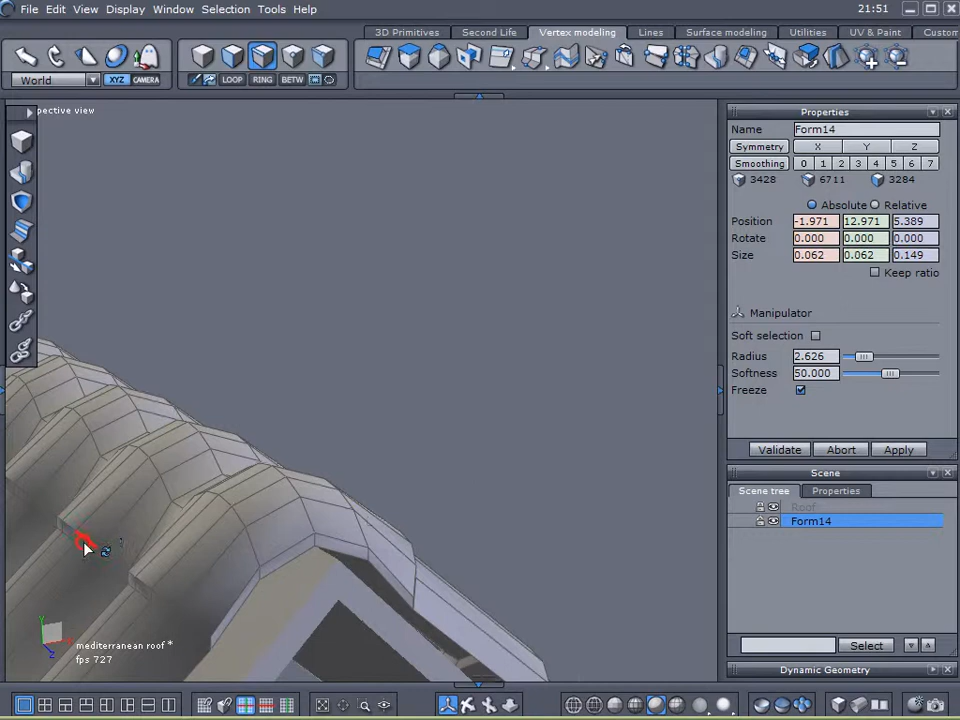 File Edit View Display Window Selection Tools Help
21:51
3D Primitives Second Life Vertex modeling Lines Surface modeling Utilities UV & Paint Custom
World XYZ CAMERA LOOP RING BETW
pective view
Properties
Name Form14
Symmetry X Y Z
Smoothing 0 1 2 3 4 5 6 7
3428 6711 3284
Absolute Relative
Position -1.971 12.971 5.389
Rotate 0.000 0.000 0.000
Size 0.062 0.062 0.149
Keep ratio
Manipulator
Soft selection
Radius 2.626
Softness 50.000
Freeze
Validate Abort Apply
Scene
Scene tree Properties
Roof
Form14
Select
Dynamic Geometry
Y
Z
mediterranean roof *
fps 727